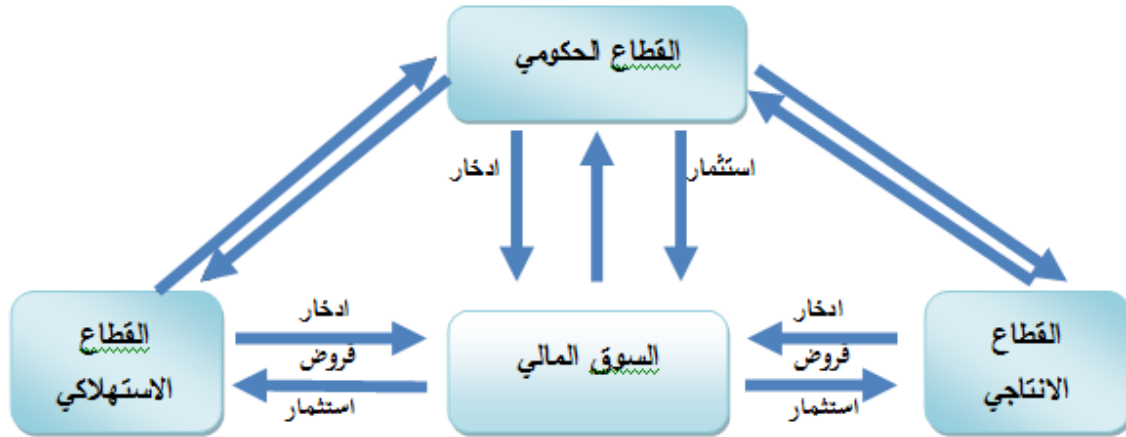 القطاع الحكومي
استثمار
ادخار
القطاع
الانتاجي
ادخار
قروض
استثمار
السوق المالي
ادخار
قروض
استثمار
القطاع
الاستهلاكي